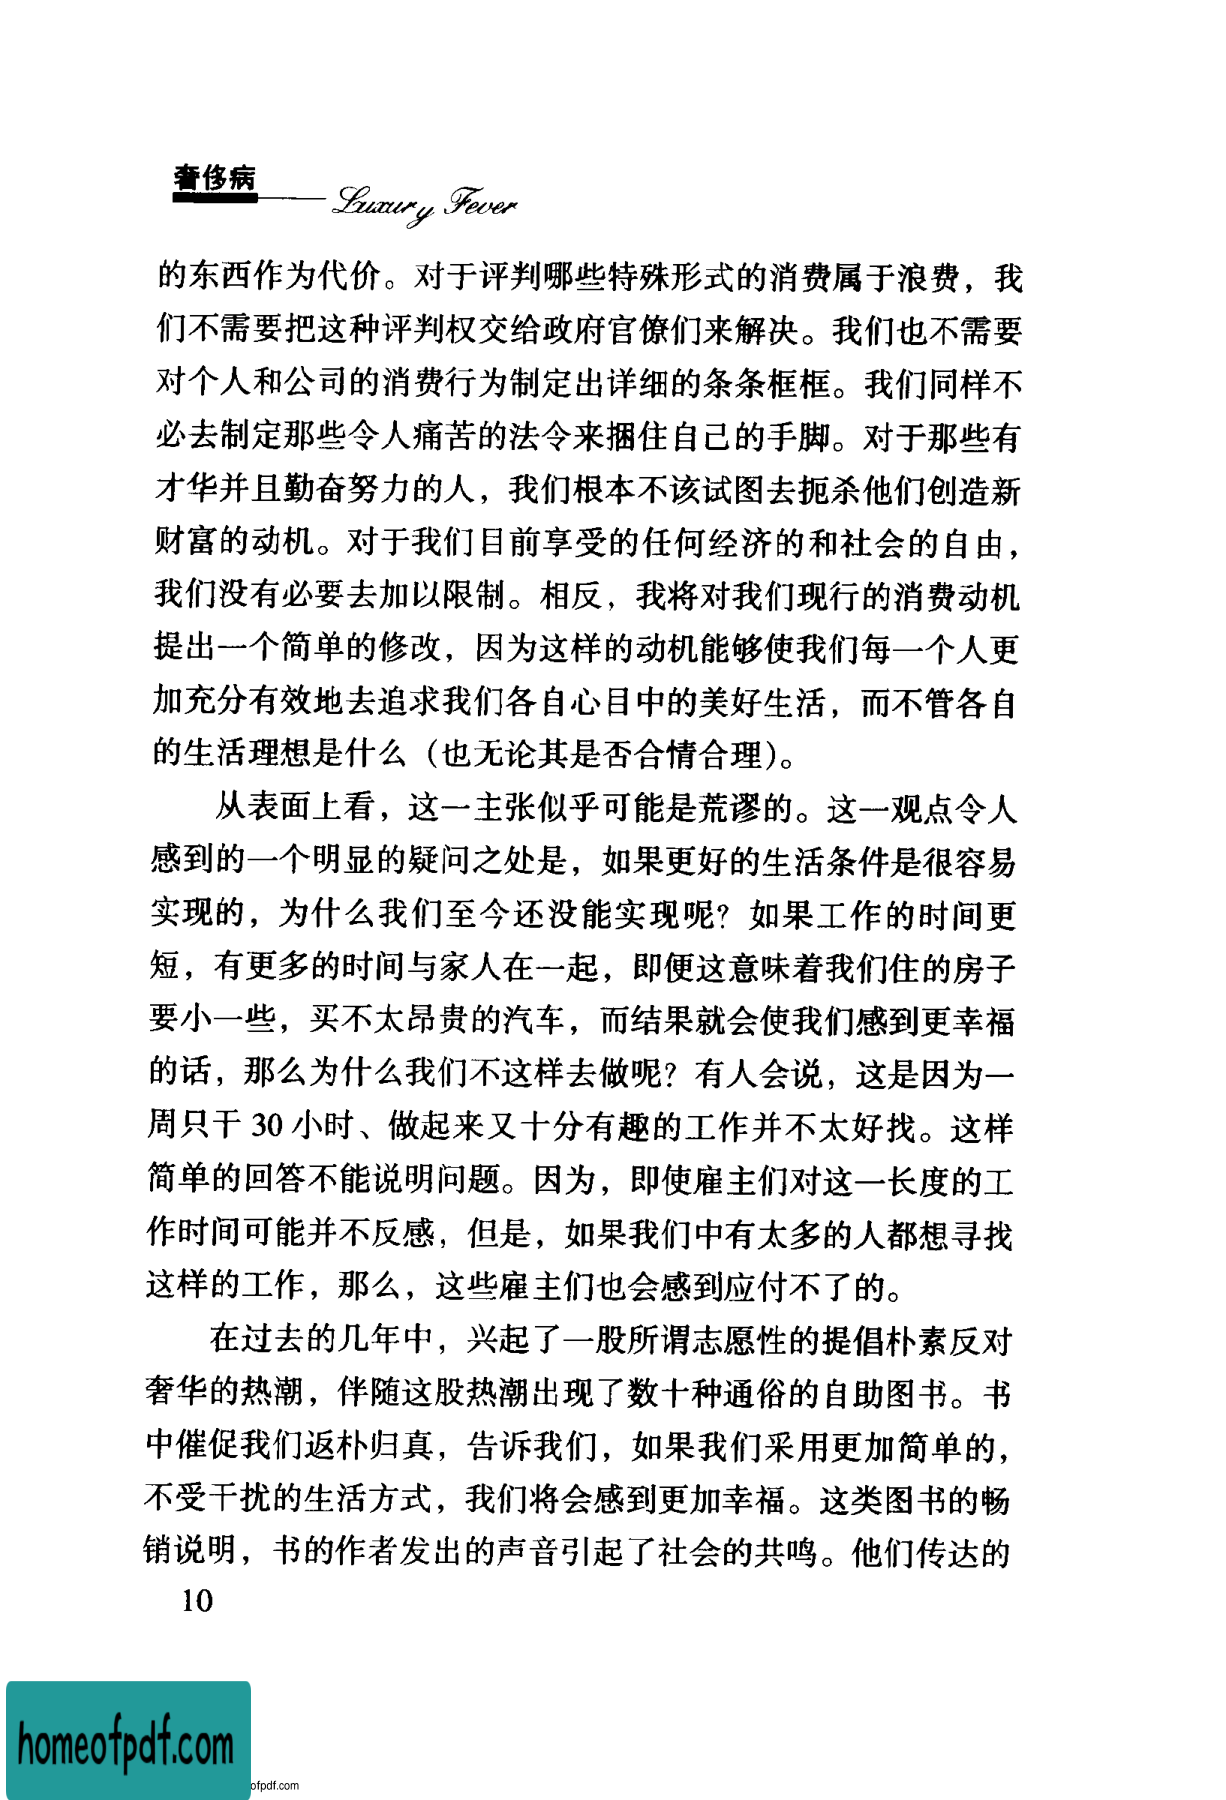 奢侈病
Luxury Fever
的东西作为代价。对于评判哪些特殊形式的消费属于浪费，我
们不需要把这种评判权交给政府官僚们来解决。我们也不需要
对个人和公司的消费行为制定出详细的条条框框。我们同样不
必去制定那些令人痛苦的法令来捆住自己的手脚。对于那些有
才华并且勤奋努力的人，我们根本不该试图去扼杀他们创造新
财富的动机。对于我们目前享受的任何经济的和社会的自由，
我们没有必要去加以限制。相反，我将对我们现行的消费动机
提出一个简单的修改，因为这样的动机能够使我们每一个人更
加充分有效地去追求我们各自心目中的美好生活，而不管各自
的生活理想是什么（也无论其是否合情合理）。
从表面上看，这一主张似乎可能是荒谬的。这一观点令人
感到的一个明显的疑问之处是，如果更好的生活条件是很容易
实现的，为什么我们至今还没能实现呢？如果工作的时间更
短，有更多的时间与家人在一起，即便这意味着我们住的房子
要小一些，买不太昂贵的汽车，而结果就会使我们感到更幸福
的话，那么为什么我们不这样去做呢？有人会说，这是因为一
周只干 30 小时、做起来又十分有趣的工作并不太好找。这样
简单的回答不能说明问题。因为，即使雇主们对这一长度的工
作时间可能并不反感，但是，如果我们中有太多的人都想寻找
这样的工作，那么，这些雇主们也会感到应付不了的。
在过去的几年中，兴起了一股所谓志愿性的提倡朴素反对
奢华的热潮，伴随这股热潮出现了数十种通俗的自助图书。书
中催促我们返朴归真，告诉我们，如果我们采用更加简单的，
不受干扰的生活方式，我们将会感到更加幸福。这类图书的畅
销说明，书的作者发出的声音引起了社会的共鸣。他们传达的
10
homeofpdf.com
ofpdf.com